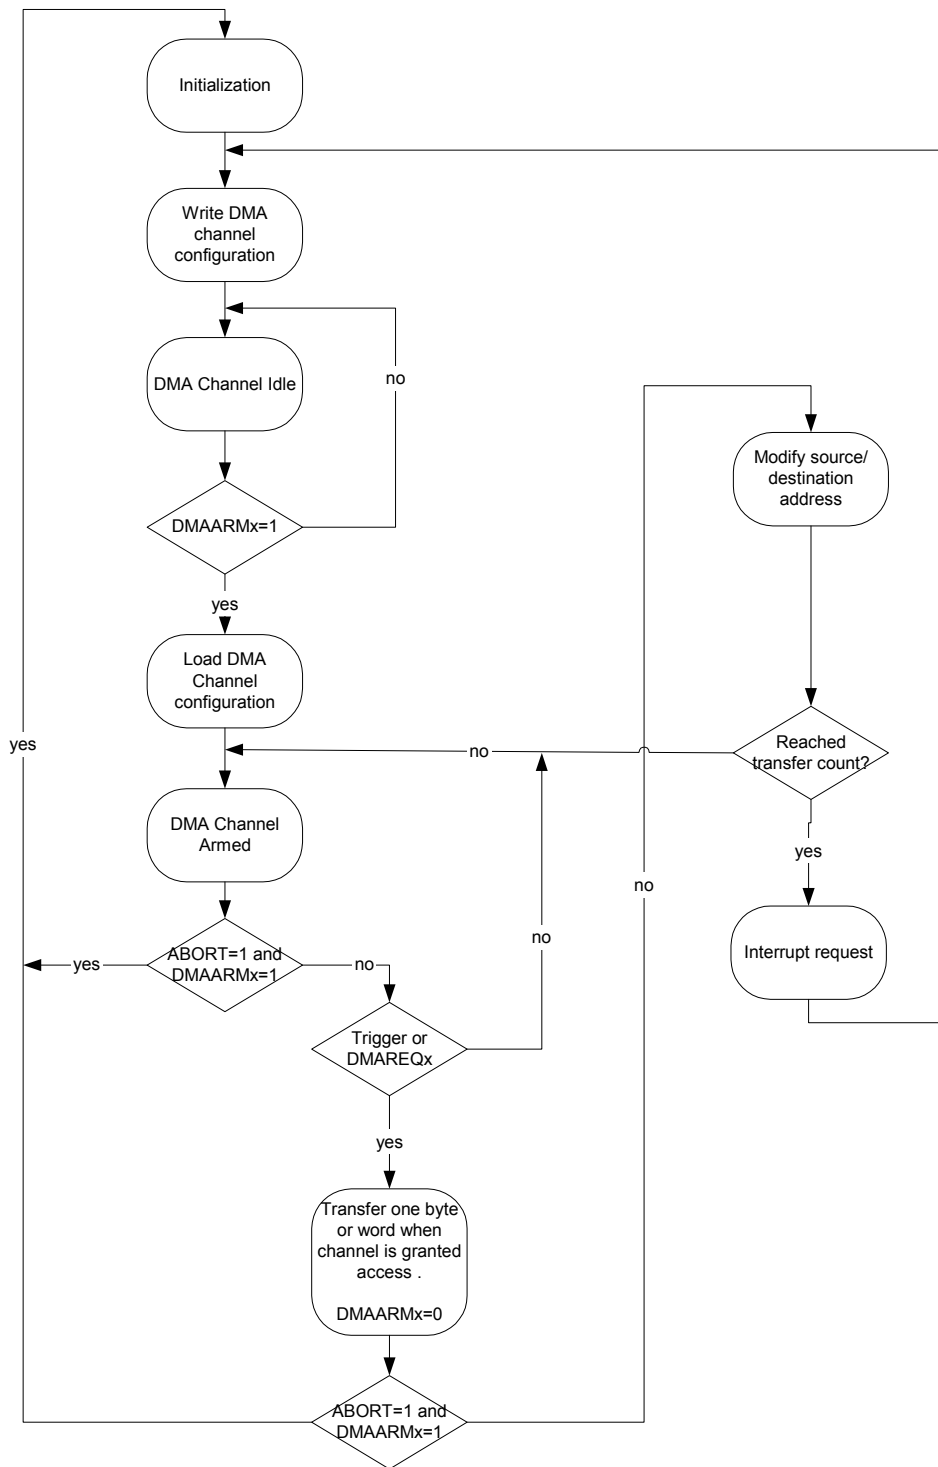 Initialization
Write DMA
channel
configuration
DMA Channel Idle
no
DMAARMx=1
yes
Load DMA
Channel
configuration
Modify source/
destination
address
yes
no
Reached
transfer count?
DMA Channel
Armed
yes
no
no
Interrupt request
ABORT=1 and
DMAARMx=1
yes
no
Trigger or
DMAREQx
yes
Transfer one byte
or word when
channel is granted
access .
DMAARMx=0
ABORT=1 and
DMAARMx=1